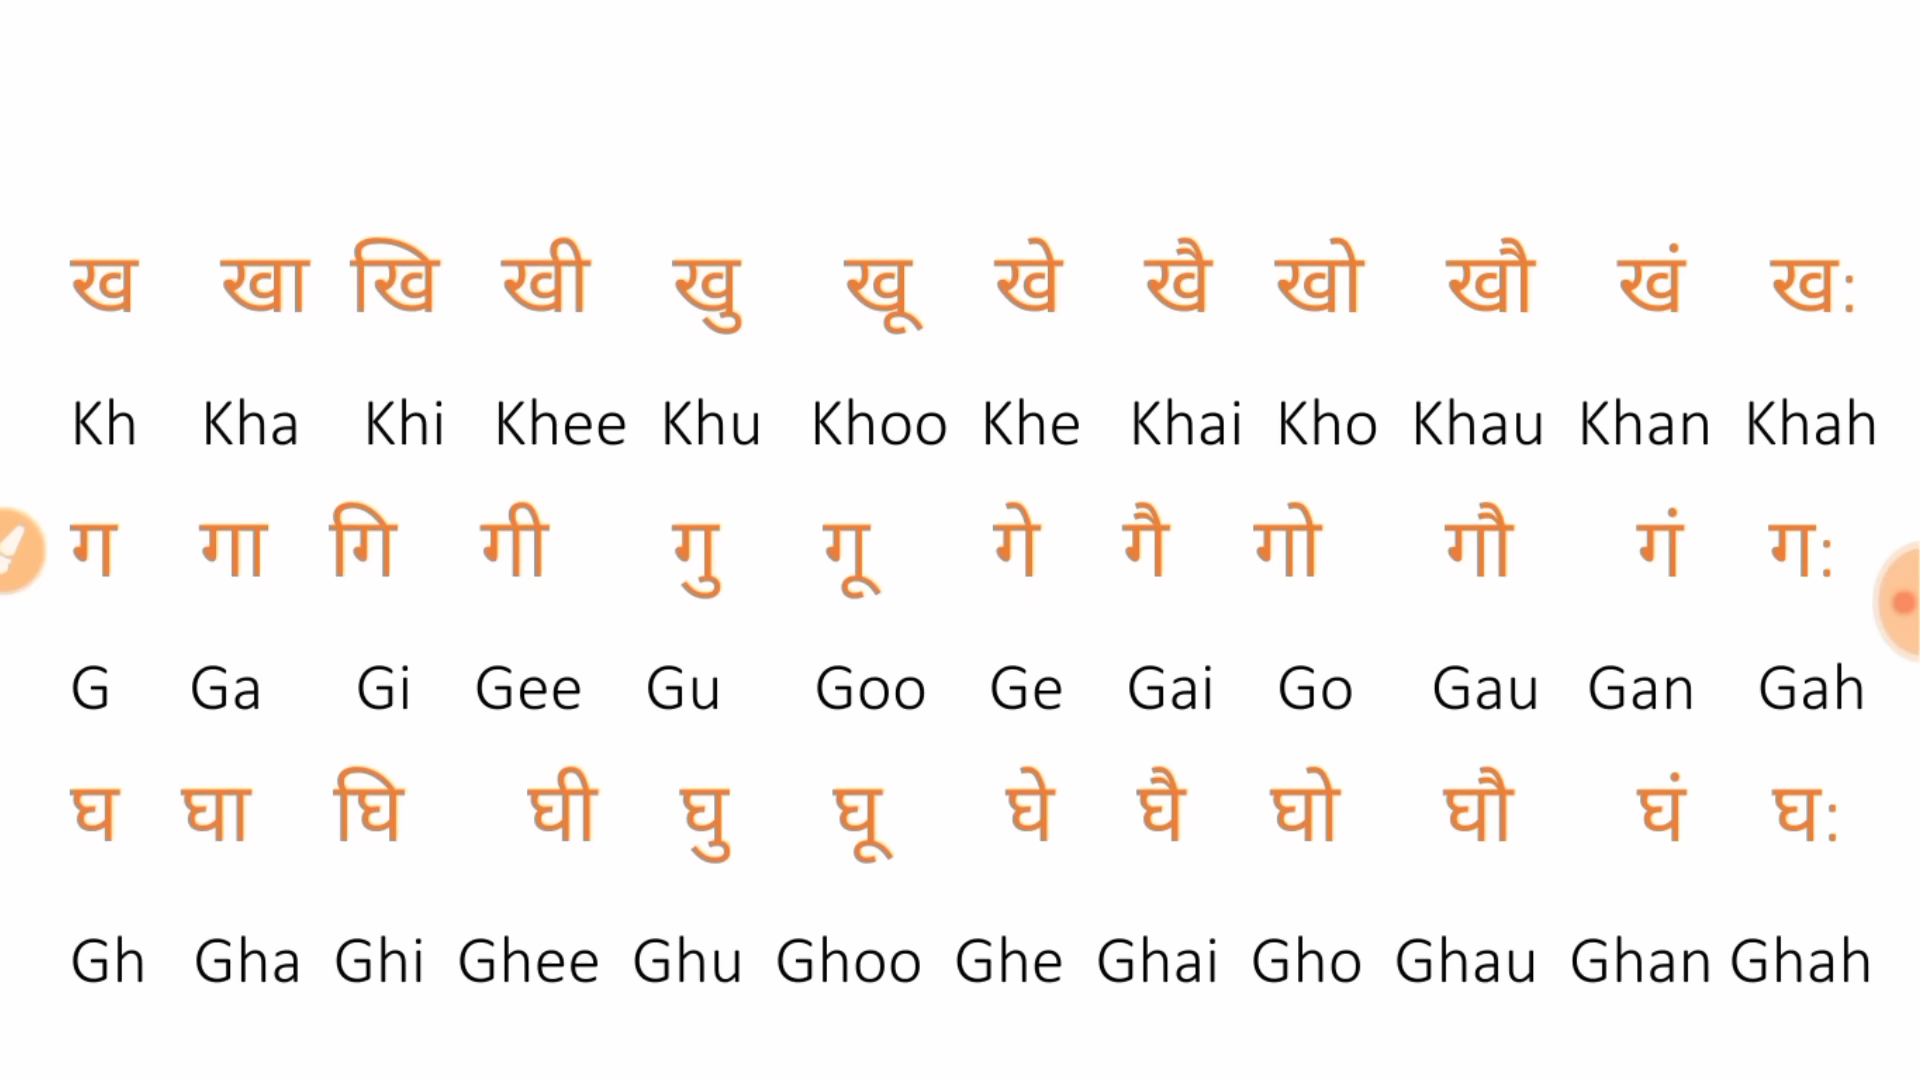 ख खा खि खी खु खू खे खै खो खौ खं ख:
Kh Kha Khi Khee Khu Khoo Khe Khai Kho Khau Khan Khah
ग गा गि गी गु गू गे गै गो गौ गं ग:
G Ga Gi Gee Gu Goo Ge Gai Go Gau Gan Gah
घ घा घि घी घु घू घे घै घो घौ घं घ:
Gh Gha Ghi Ghee Ghu Ghoo Ghe Ghai Gho Ghau Ghan Ghah